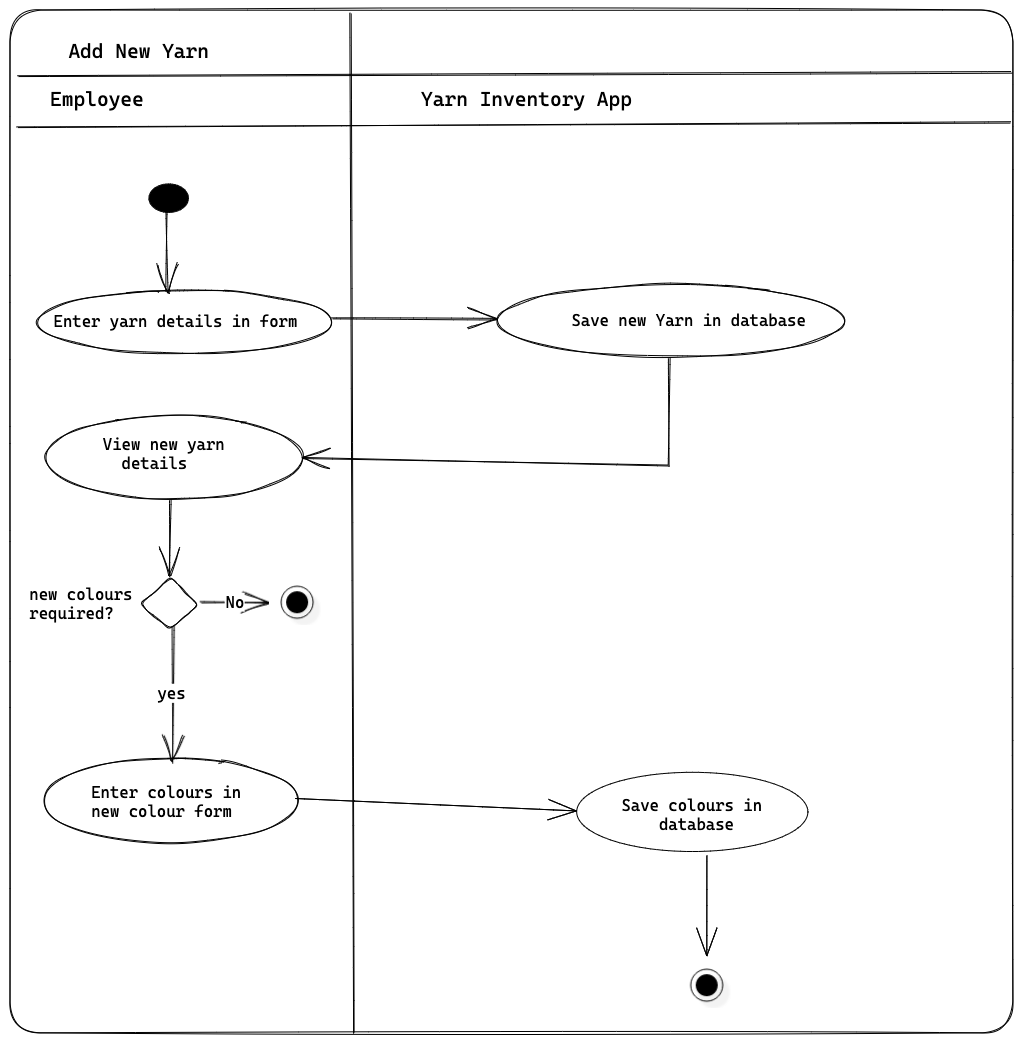 Add New Yarn
Employee
Yarn Inventory App
Enter yarn details in form
Save new Yarn in database
View new yarn
details
new colours
required?
No
yes
Enter colours in
new colour form
Save colours in
database